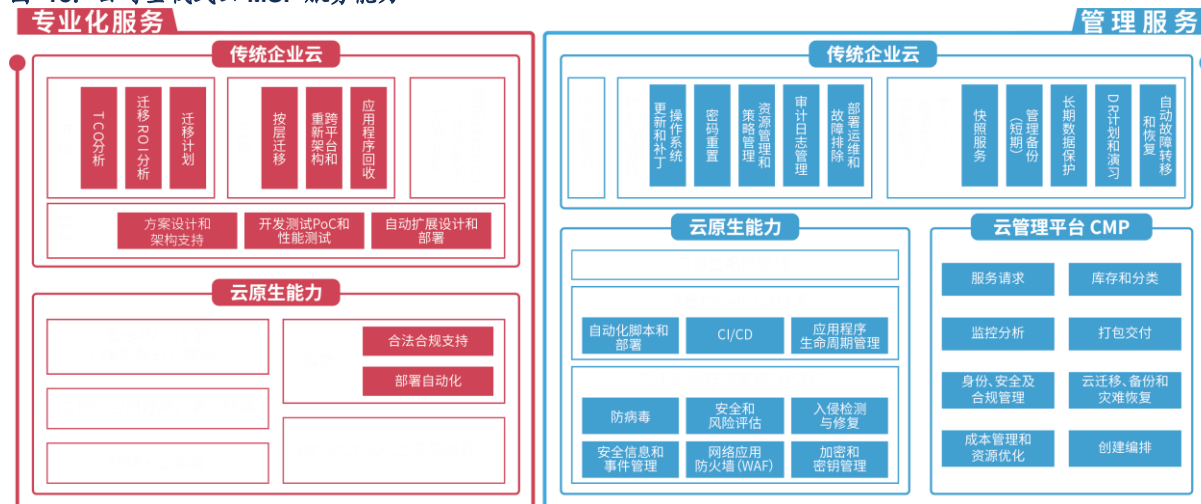 专业化服务
传统企业云
TCO分析
迁移ROI分析
迁移计划
按层迁移
跨平台和
重新架构
应用程序回收
方案设计和
架构支持
开发测试PoC和
性能测试
自动扩展设计和
部署
云原生能力
合法合规支持
部署自动化
管理服务
传统企业云
操作系统
更新和补丁
密码重置
资源管理和
策略管理
审计日志管理
部署运维和
故障排除
快照服务
管理备份
(短期)
长期数据保护
DR计划和演习
自动故障转移
和恢复
云原生能力
自动化脚本和
部署
CI/CD
应用程序
生命周期管理
防病毒
安全和
风险评估
入侵检测
与修复
安全信息和
事件管理
网络应用
防火墙(WAF)
加密和
密钥管理
云管理平台 CMP
服务请求
库存和分类
监控分析
打包交付
身份、安全及
合规管理
云迁移、备份和
灾难恢复
成本管理和
资源优化
创建编排